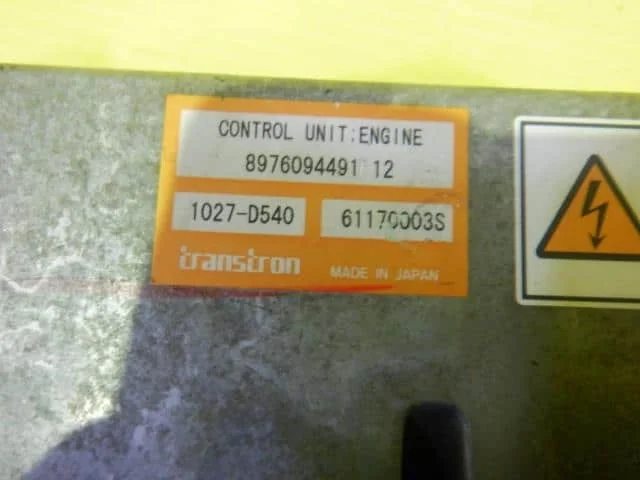 CONTROL UNIT:ENGINE
8976094491 12
1027-D540 61170003S
transtron MADE IN JAPAN